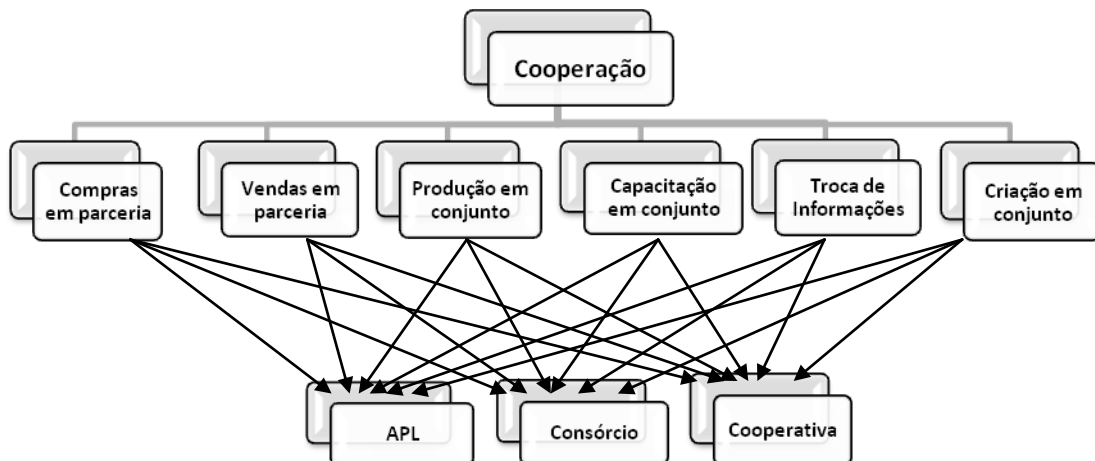 Cooperação
Compras
em parceria
Vendas em
parceria
Produção em
conjunto
Capacitação
em conjunto
Troca de
Informações
Criação em
conjunto
APL
Consórcio
Cooperativa